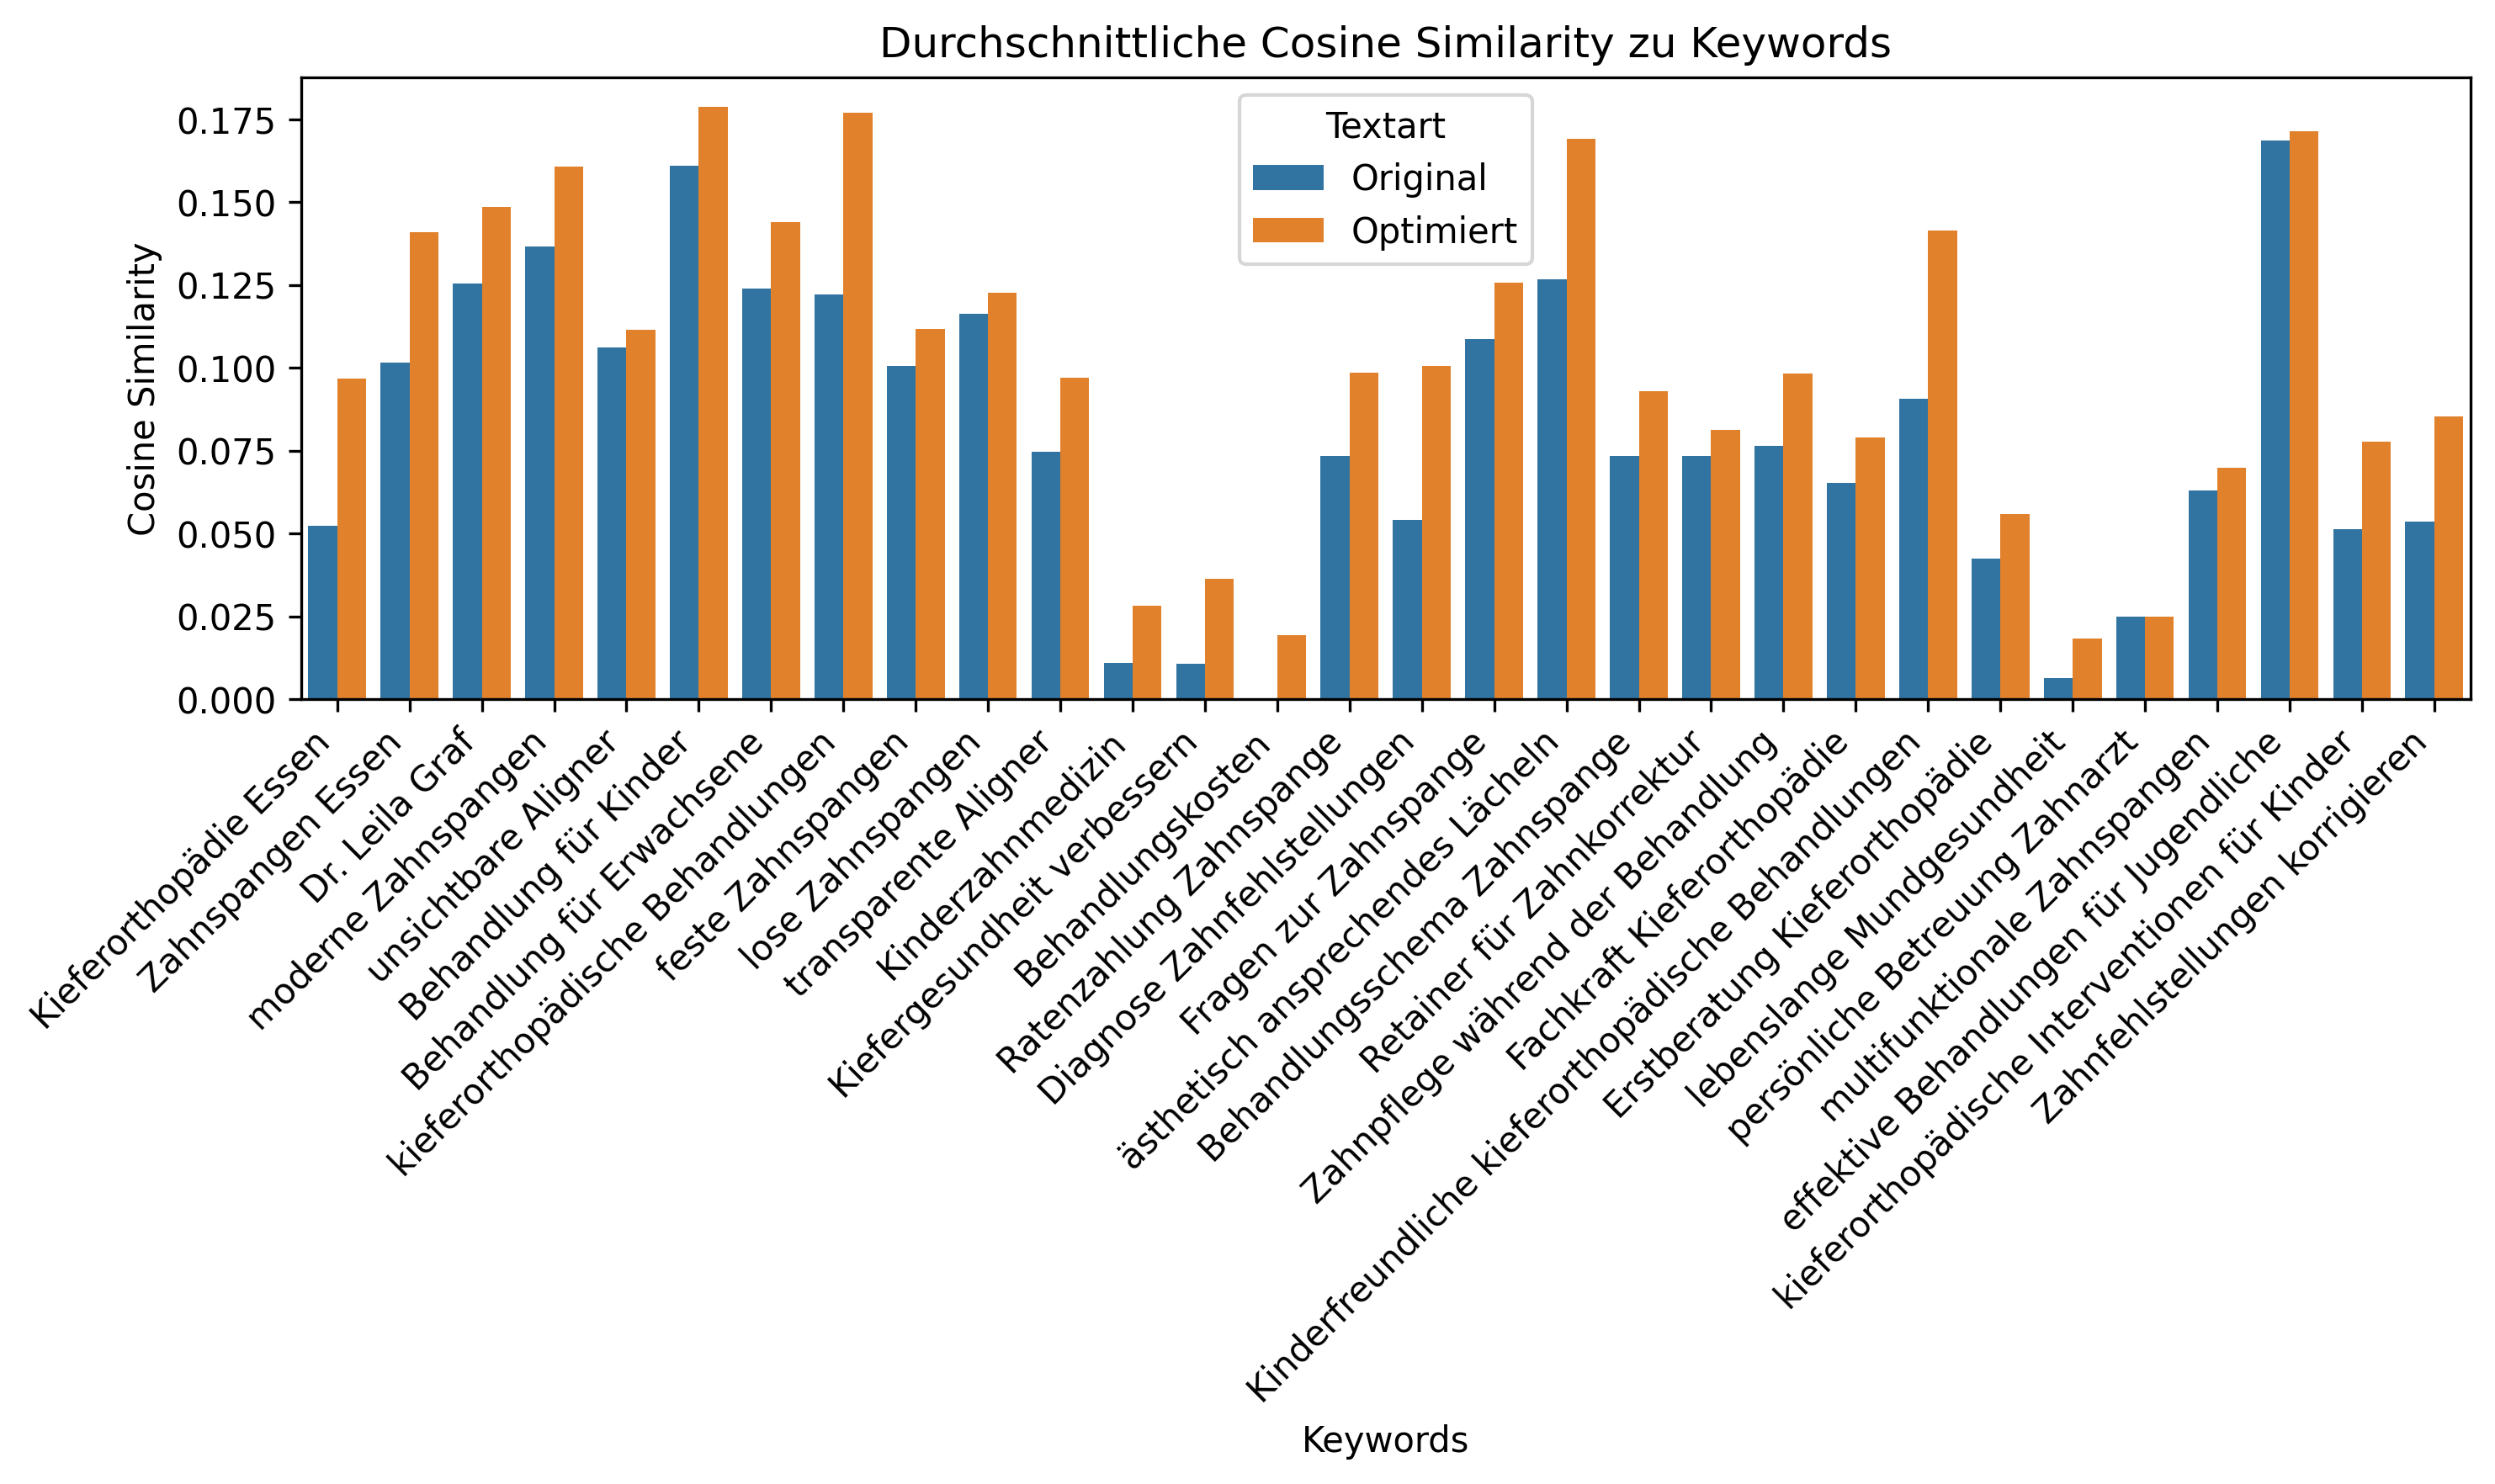 Durchschnittliche Cosine Similarity zu Keywords
Textart
Original
Optimiert
Cosine Similarity
0.175
0.150
0.125
0.100
0.075
0.050
0.025
0.000
Kieferorthopädie Essen
Zahnspangen Essen
Dr. Leila Graf
moderne Zahnspangen
unsichtbare Aligner
Behandlung für Kinder
Behandlung für Erwachsene
kieferorthopädische Behandlungen
feste Zahnspangen
lose Zahnspangen
transparente Aligner
Kinderzahnmedizin
Kiefergesundheit verbessern
Behandlungskosten
Ratenzahlung Zahnspange
Diagnose Zahnfehlstellungen
Fragen zur Zahnspange
ästhetisch ansprechendes Lächeln
Behandlungsschema Zahnspange
Retainer für Zahnkorrektur
Zahnpflege während der Behandlung
Fachkraft Kieferorthopädie
Kinderfreundliche kieferorthopädische Behandlungen
Erstberatung Kieferorthopädie
lebenslange Mundgesundheit
persönliche Betreuung Zahnarzt
multifunktionale Zahnspangen
effektive Behandlungen für Jugendliche
kieferorthopädische Interventionen für Kinder
Zahnfehlstellungen korrigieren
Keywords